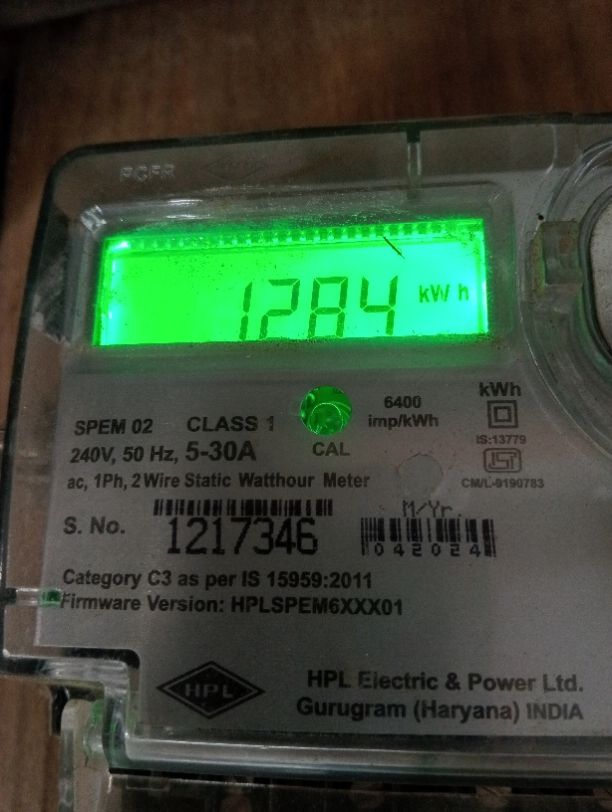 1284 kWh
SPEM 02 CLASS 1
6400
imp/kWh
kWh
240V, 50 Hz, 5-30A
CAL
IS:13779
ac, 1Ph, 2 Wire Static Watthour Meter
CM/L-9190783
M/Yr.
S. No. 1217346
042024
Category C3 as per IS 15959:2011
Firmware Version: HPLSPEM6XXX01
HPL
HPL Electric & Power Ltd.
Gurugram (Haryana) INDIA